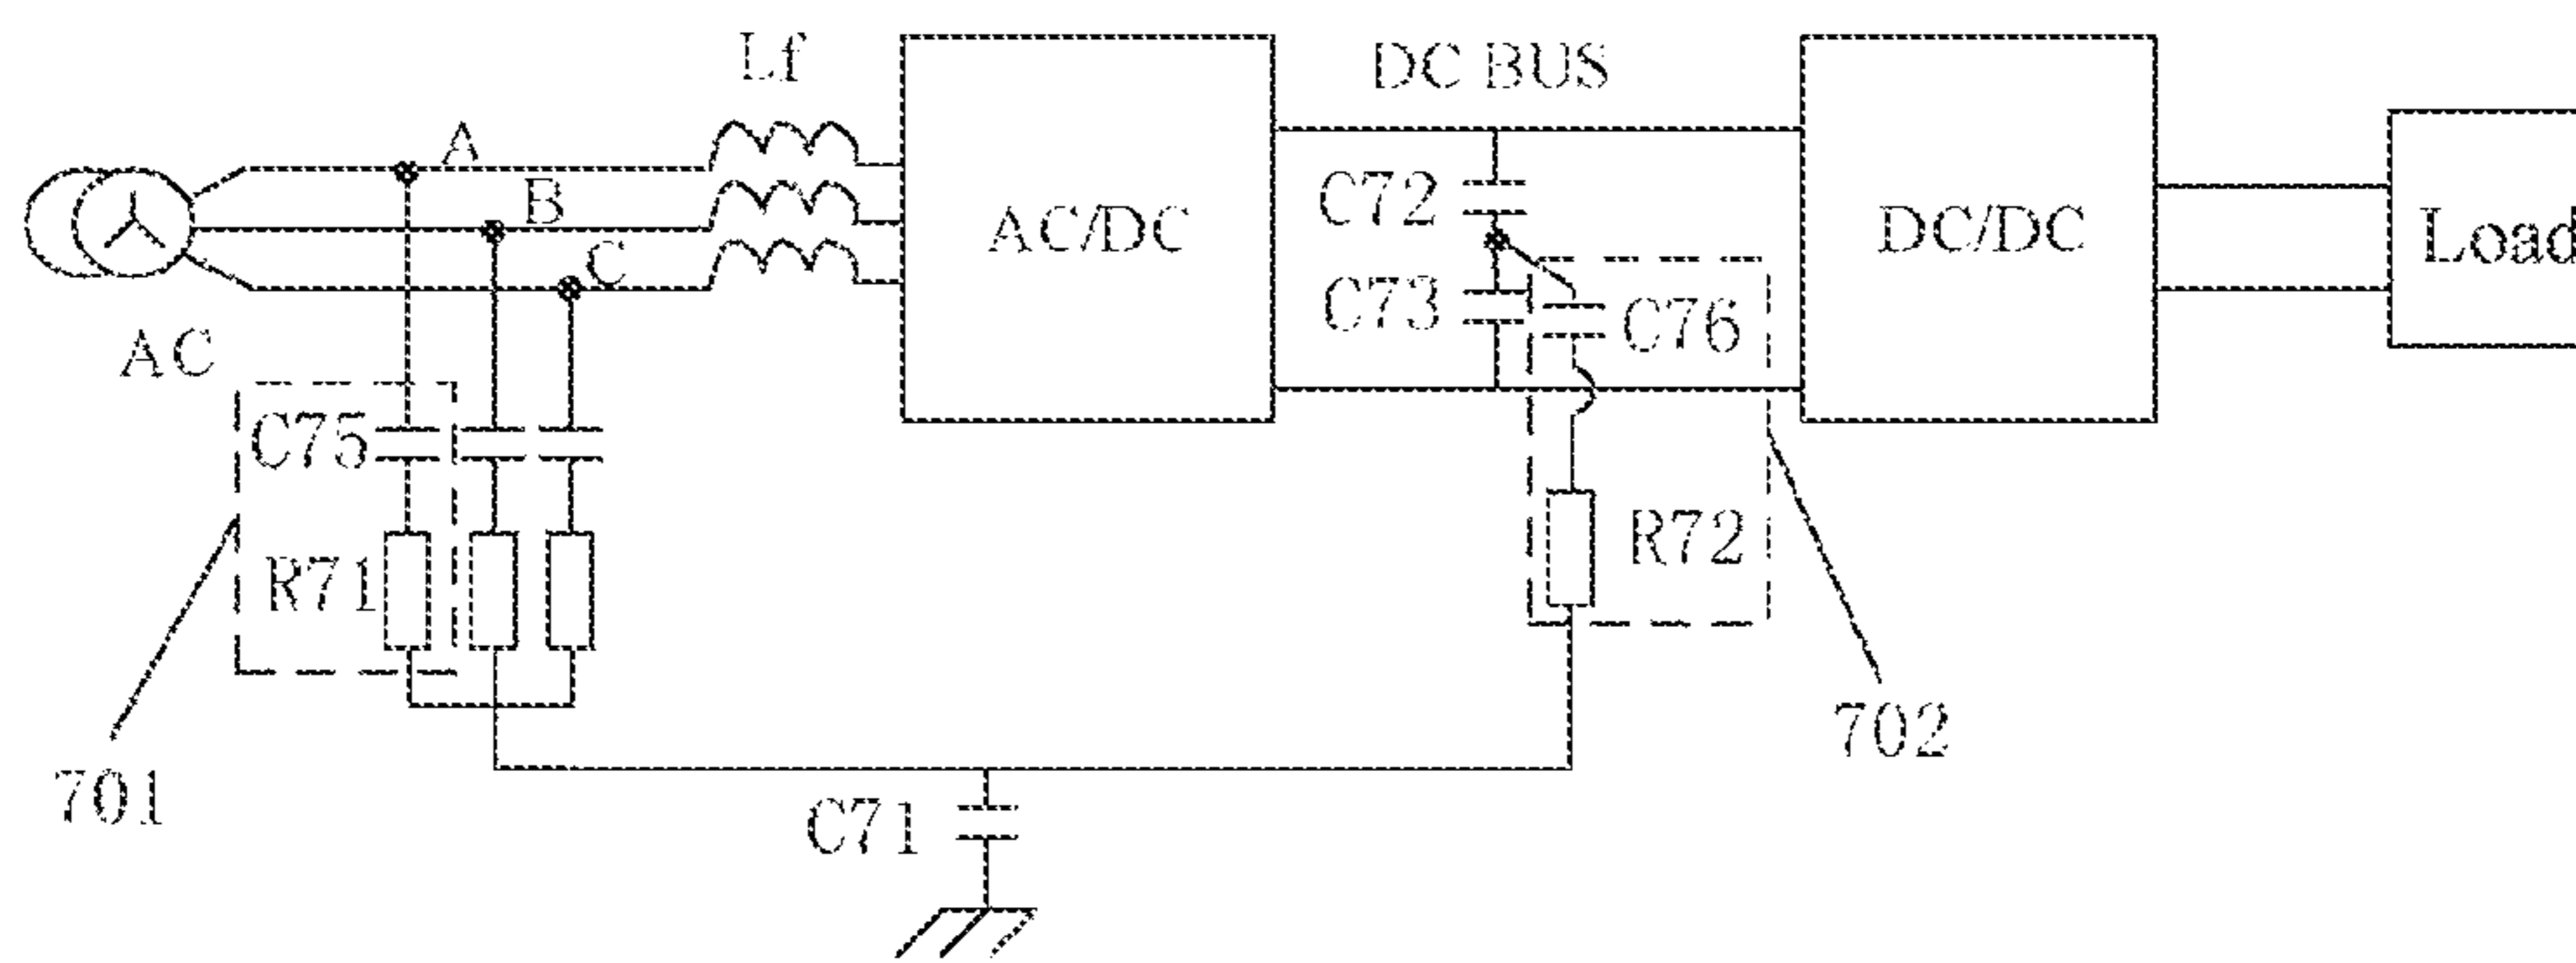 Lf
DC BUS
A
B
C
AC
AC/DC
C72
C73
C76
DC/DC
Load
C75
R71
R72
701
702
C71